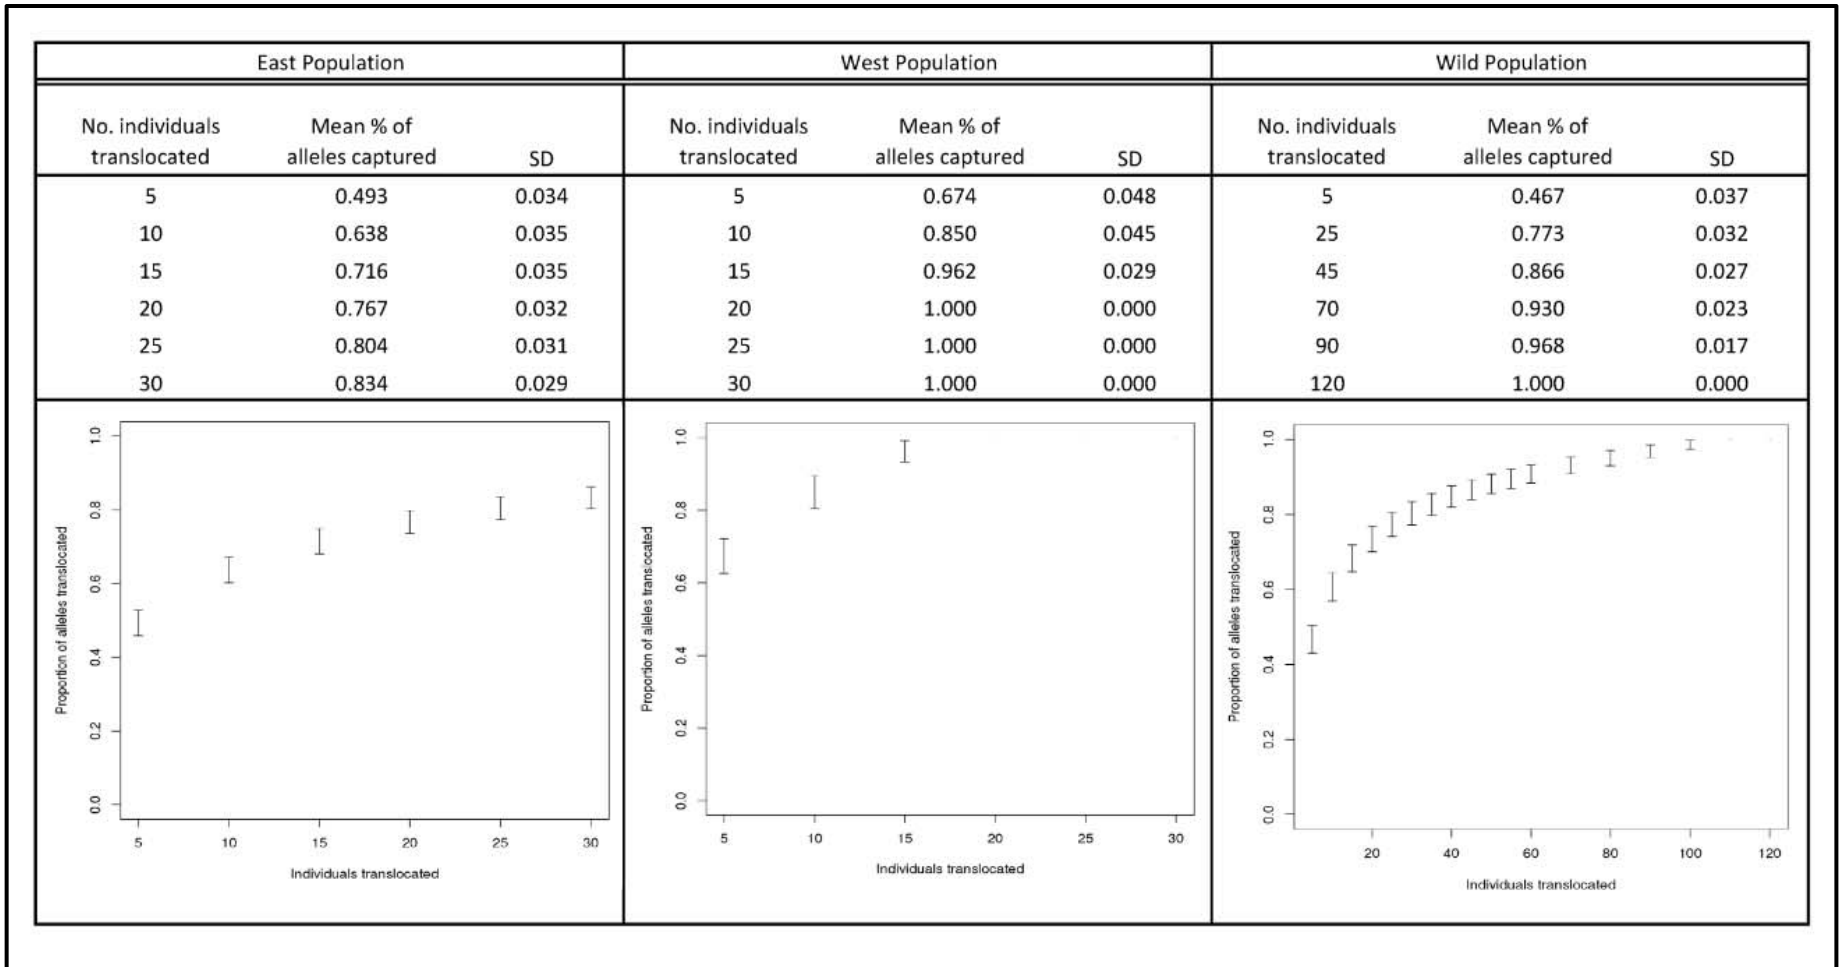 East Population
No. individuals translocated
Mean % of alleles captured
SD
5 0.493 0.034
10 0.638 0.035
15 0.716 0.035
20 0.767 0.032
25 0.804 0.031
30 0.834 0.029
1.0
0.8
0.6
0.4
0.2
0.0
Proportion of alleles translocated
5 10 15 20 25 30
Individuals translocated
West Population
No. individuals translocated
Mean % of alleles captured
SD
5 0.674 0.048
10 0.850 0.045
15 0.962 0.029
20 1.000 0.000
25 1.000 0.000
30 1.000 0.000
1.0
0.8
0.6
0.4
0.2
0.0
Proportion of alleles translocated
5 10 15 20 25 30
Individuals translocated
Wild Population
No. individuals translocated
Mean % of alleles captured
SD
5 0.467 0.037
25 0.773 0.032
45 0.866 0.027
70 0.930 0.023
90 0.968 0.017
120 1.000 0.000
1.0
0.8
0.6
0.4
0.2
0.0
Proportion of alleles translocated
20 40 60 80 100 120
Individuals translocated